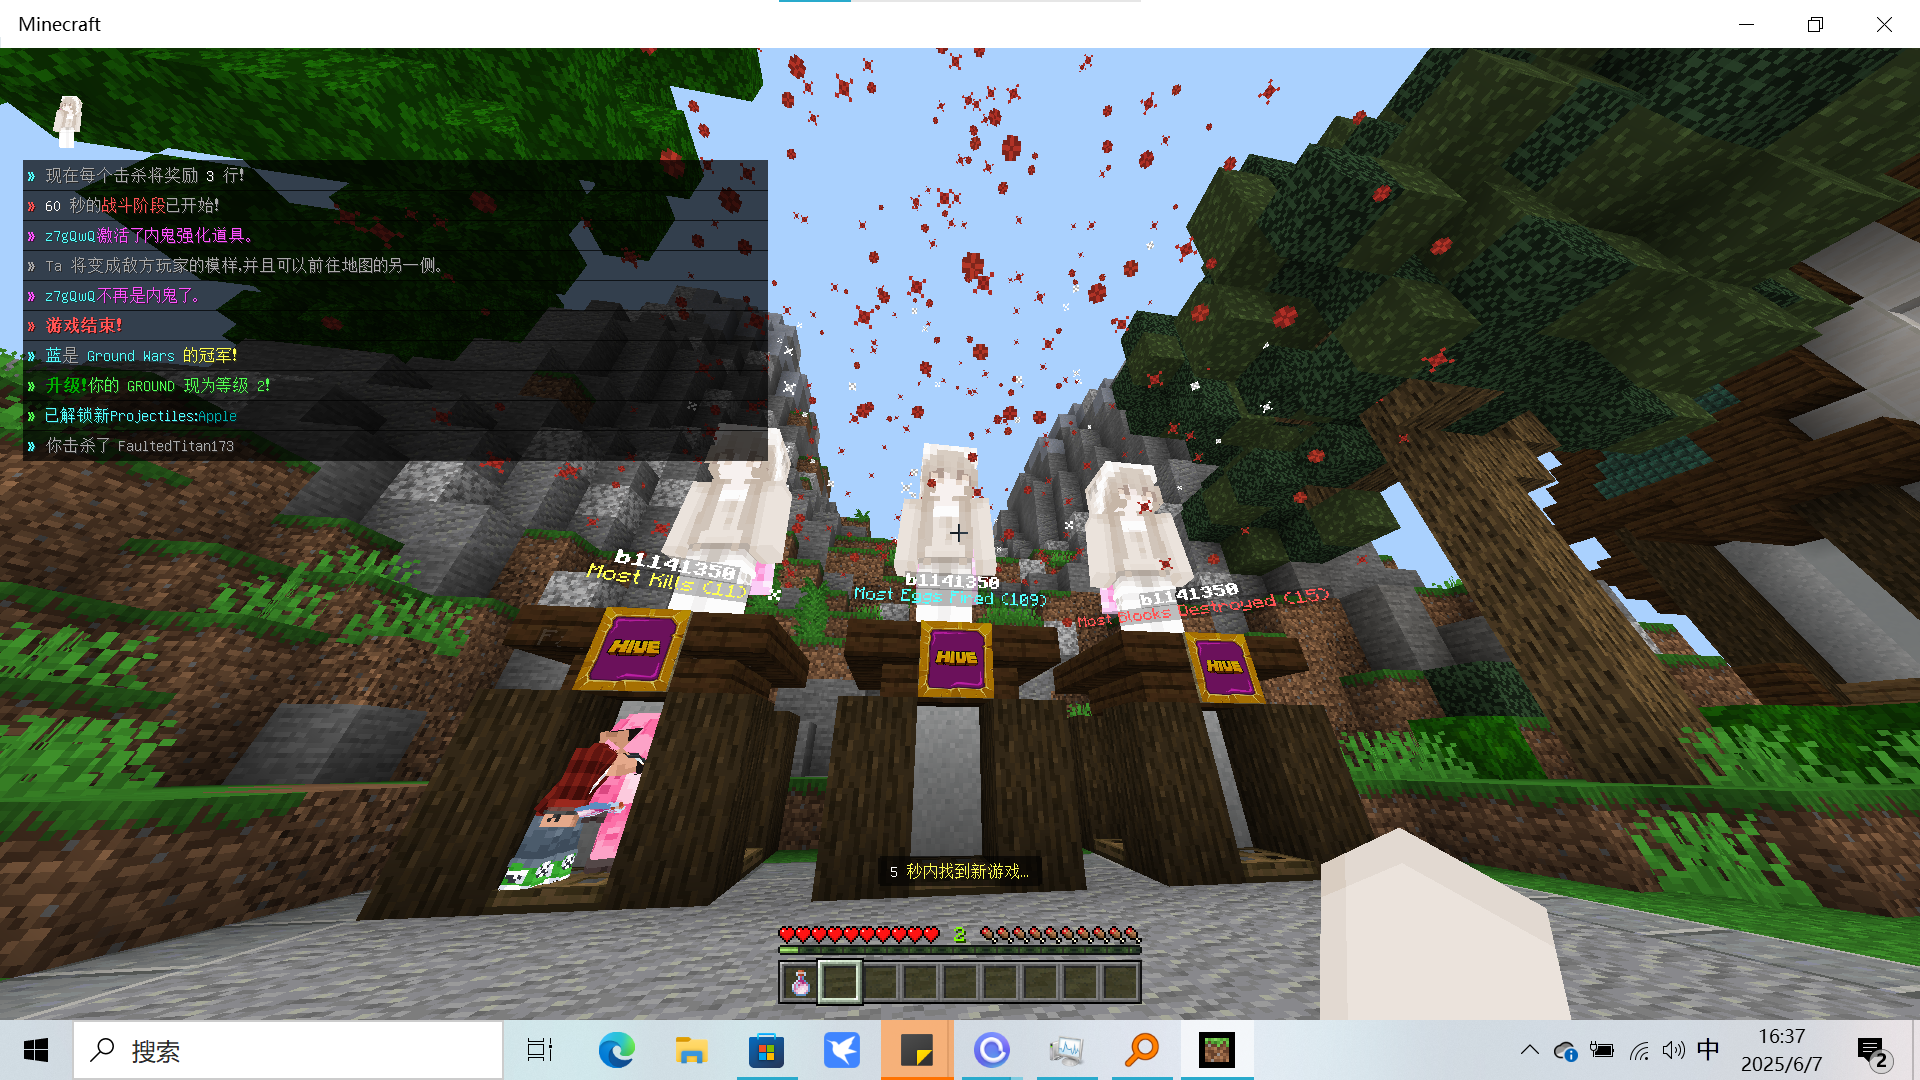 Minecraft
» 现在每个击杀将奖励 3 行!
» 60 秒的战斗阶段已开始!
» z7gQwQ激活了内鬼强化道具。
» Ta 将变成敌方玩家的模样,并且可以前往地图的另一侧。
» z7gQwQ不再是内鬼了。
» 游戏结束!
» 蓝是 Ground Wars 的冠军!
» 升级!你的 GROUND 现为等级 2!
» 已解锁新Projectiles:Apple
» 你击杀了 FaultedTitan173
b1141350
Most Kills (11)
b1141350
Most Eggs Fired (109)
b1141350
Most Blocks Destroyed (15)
HIVE
HIVE
HIVE
5 秒内找到新游戏...
2
搜索
中
16:37
2025/6/7
2